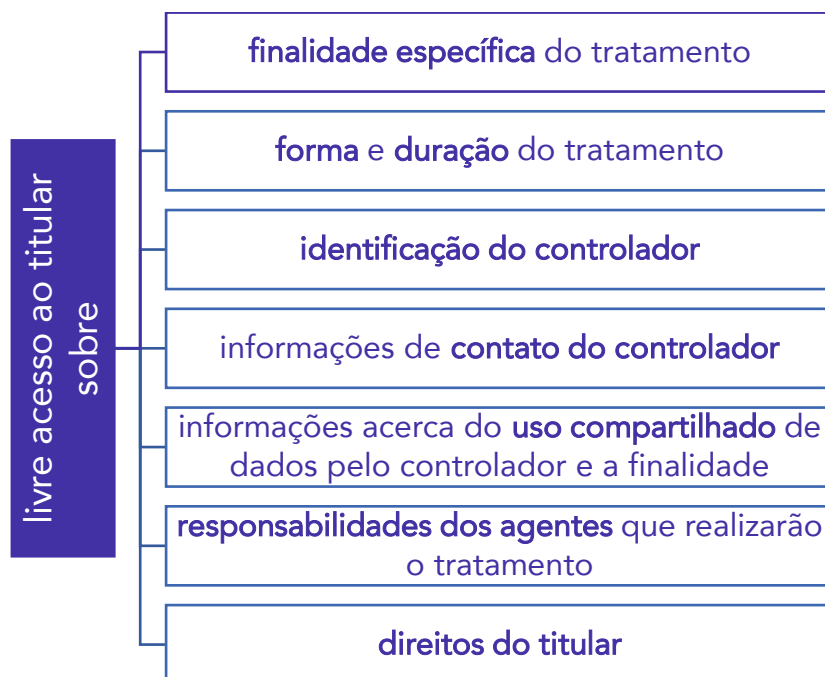 livre acesso ao titular
sobre
finalidade específica do tratamento
forma e duração do tratamento
identificação do controlador
informações de contato do controlador
informações acerca do uso compartilhado de
dados pelo controlador e a finalidade
responsabilidades dos agentes que realizarão
o tratamento
direitos do titular